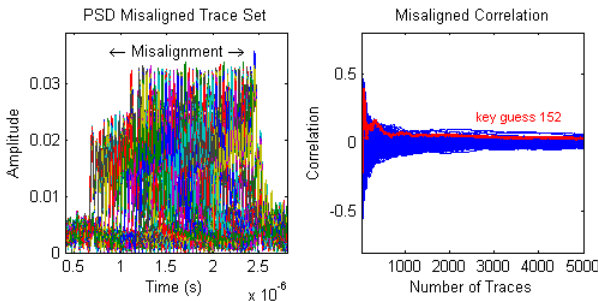 PSD Misaligned Trace Set
← Misalignment →
Amplitude
0.03
0.02
0.01
0
0.5
1
1.5
2
2.5
Time (s)
x 10⁻⁶
Misaligned Correlation
key guess 152
Correlation
0.5
0
-0.5
1000
2000
3000
4000
5000
Number of Traces